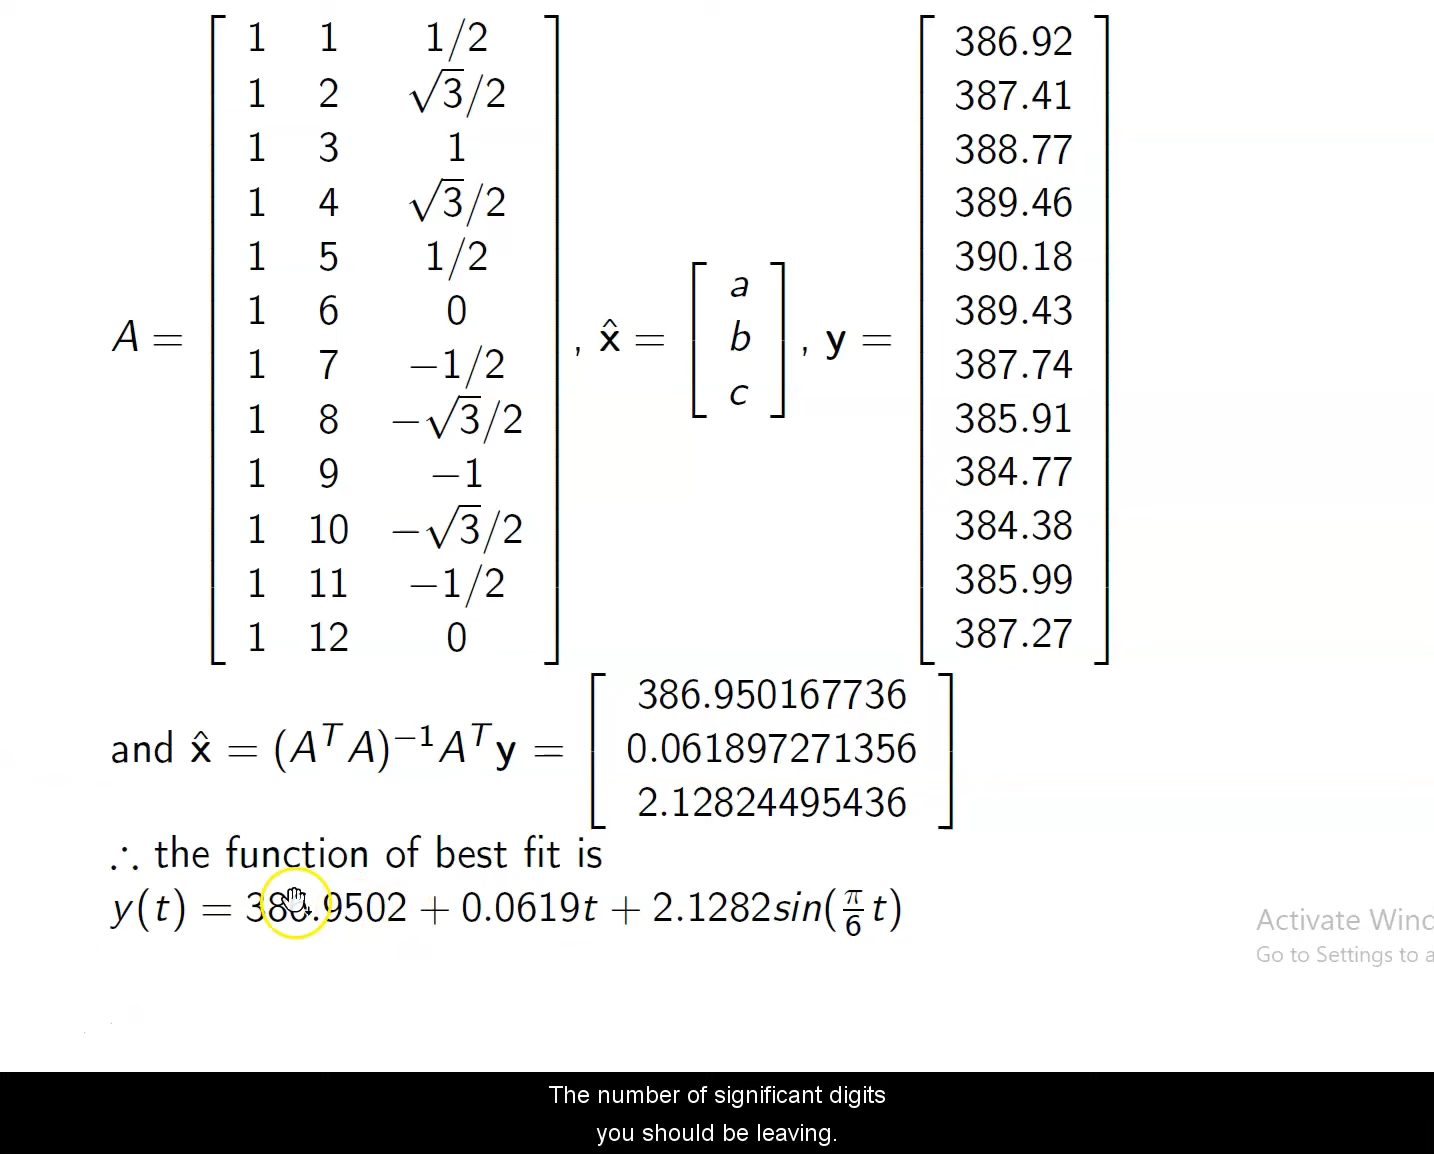 A = [ 1 1 1/2
1 2 √3/2
1 3 1
1 4 √3/2
1 5 1/2
1 6 0
1 7 −1/2
1 8 −√3/2
1 9 −1
1 10 −√3/2
1 11 −1/2
1 12 0 ]
, x̂ = [ a
b
c ]
, y = [ 386.92
387.41
388.77
389.46
390.18
389.43
387.74
385.91
384.77
384.38
385.99
387.27 ]
and x̂ = (AᵀA)⁻¹Aᵀy = [ 386.950167736
0.061897271356
2.12824495436 ]
∴ the function of best fit is
y(t) = 386.9502 + 0.0619t + 2.1282sin(π/6 t)
Activate Wind
Go to Settings to a
The number of significant digits
you should be leaving.